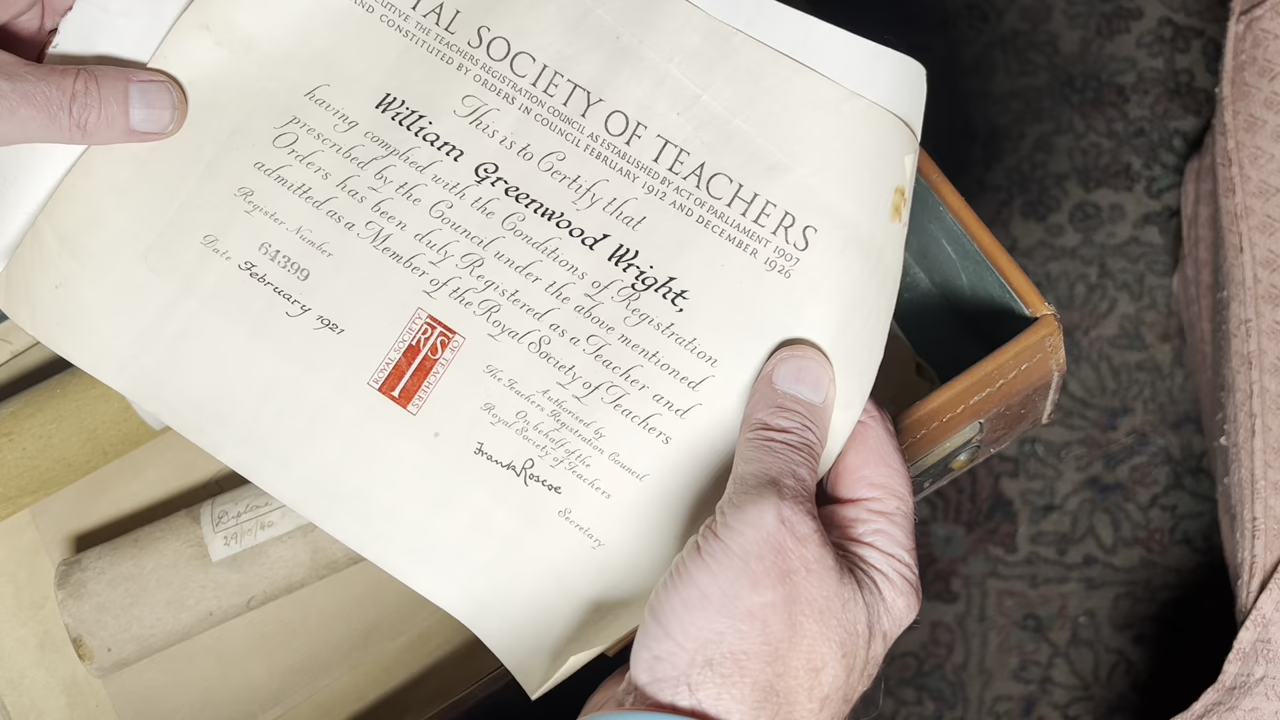 YAL SOCIETY OF TEACHERS
CUTIVE THE TEACHERS REGISTRATION COUNCIL AS ESTABLISHED BY ACT OF PARLIAMENT 1907
AND CONSTITUTED BY ORDERS IN COUNCIL FEBRUARY 1912 AND DECEMBER 1926
This is to Certify that
William Greenwood Wright,
having complied with the Conditions of Registration
prescribed by the Council under the above mentioned
Orders has been duly Registered as a Teacher and
admitted as a Member of the Royal Society of Teachers
Register Number
64399
Date February 1921
ROYAL SOCIETY
RTS
OF TEACHERS
Authorised by
The Teachers Registration Council
On behalf of the
Royal Society of Teachers
Frank Roscoe
Secretary
Diploma
29/10/40